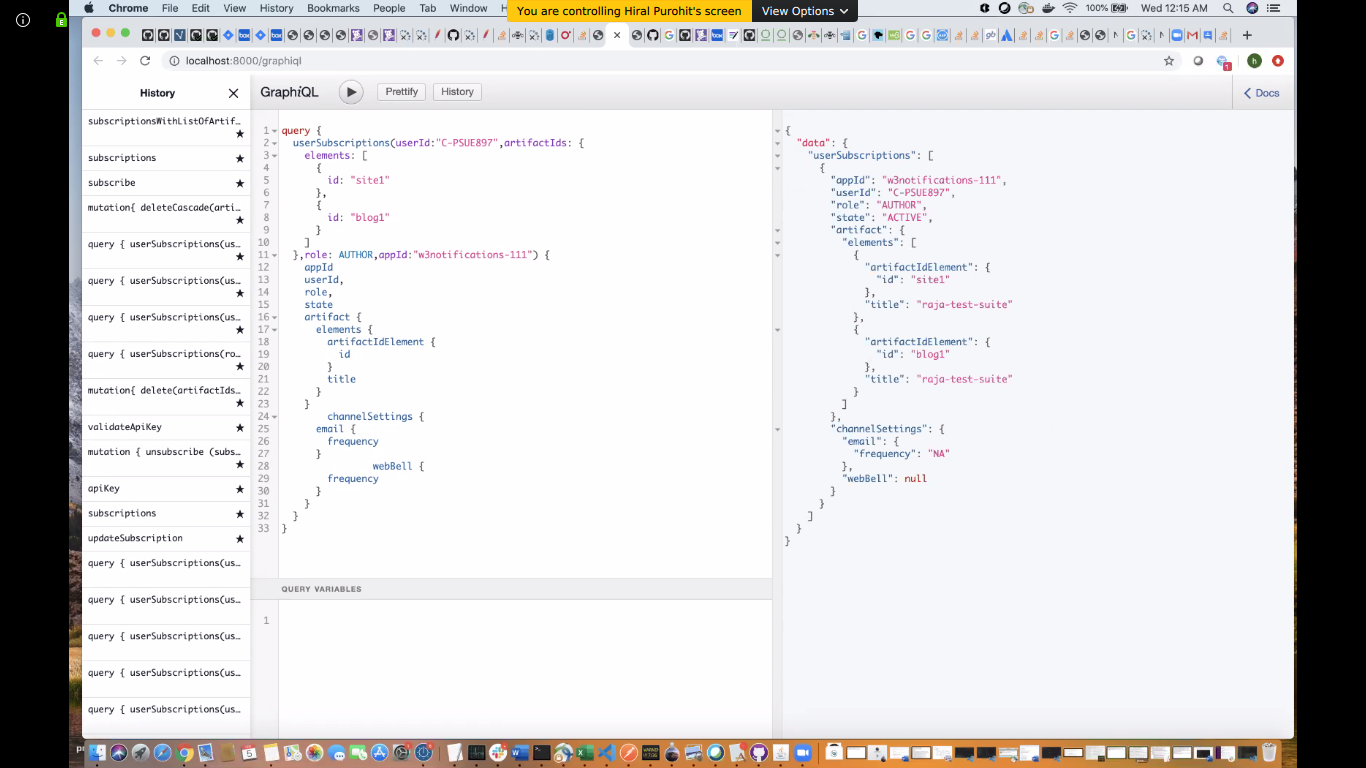 Chrome File Edit View History Bookmarks People Tab Window H
You are controlling Hiral Purohit's screen
View Options
100%
Wed 12:15 AM
localhost:8000/graphiql
1
h
History
GraphiQL
Prettify
History
Docs
subscriptionsWithListOfArtif…
subscriptions
subscribe
mutation{ deleteCascade(arti…
query { userSubscriptions(us…
query { userSubscriptions(us…
query { userSubscriptions(us…
query { userSubscriptions(ro…
mutation{ delete(artifactIds…
validateApiKey
mutation { unsubscribe (subs…
apiKey
subscriptions
updateSubscription
query { userSubscriptions(us…
query { userSubscriptions(us…
query { userSubscriptions(us…
query { userSubscriptions(us…
query { userSubscriptions(us…
1 query {
2 userSubscriptions(userId:"C-PSUE897",artifactIds: {
3 elements: [
4 {
5 id: "site1"
6 },
7 {
8 id: "blog1"
9 }
10 ]
11 },role: AUTHOR,appId:"w3notifications-111") {
12 appId
13 userId,
14 role,
15 state
16 artifact {
17 elements {
18 artifactIdElement {
19 id
20 }
21 title
22 }
23 }
24 channelSettings {
25 email {
26 frequency
27 }
28 webBell {
29 frequency
30 }
31 }
32 }
33 }
QUERY VARIABLES
1
{
"data": {
"userSubscriptions": [
{
"appId": "w3notifications-111",
"userId": "C-PSUE897",
"role": "AUTHOR",
"state": "ACTIVE",
"artifact": {
"elements": [
{
"artifactIdElement": {
"id": "site1"
},
"title": "raja-test-suite"
},
{
"artifactIdElement": {
"id": "blog1"
},
"title": "raja-test-suite"
}
]
},
"channelSettings": {
"email": {
"frequency": "NA"
},
"webBell": null
}
}
]
}
}